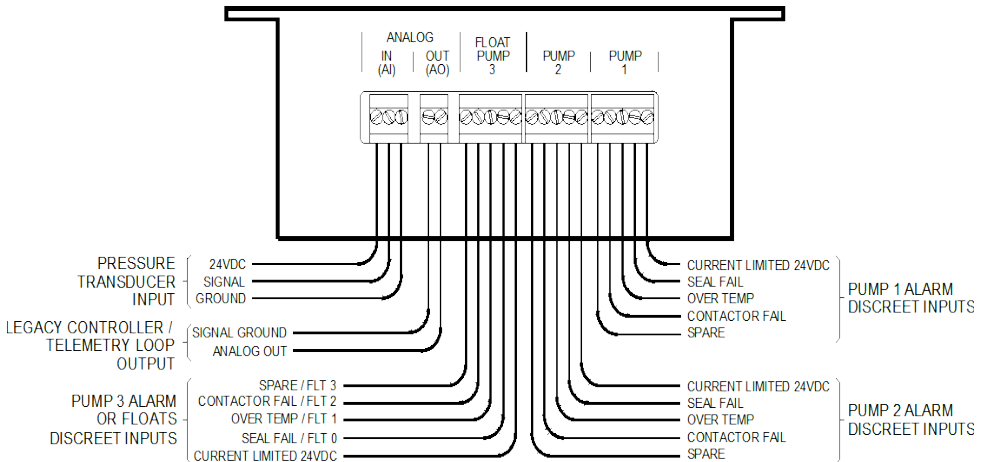 ANALOG
IN
(AI)
OUT
(AO)
FLOAT
PUMP
3
PUMP
2
PUMP
1
PRESSURE
TRANSDUCER
INPUT
24VDC
SIGNAL
GROUND
LEGACY CONTROLLER /
TELEMETRY LOOP
OUTPUT
SIGNAL GROUND
ANALOG OUT
PUMP 3 ALARM
OR FLOATS
DISCREET INPUTS
SPARE / FLT 3
CONTACTOR FAIL / FLT 2
OVER TEMP / FLT 1
SEAL FAIL / FLT 0
CURRENT LIMITED 24VDC
CURRENT LIMITED 24VDC
SEAL FAIL
OVER TEMP
CONTACTOR FAIL
SPARE
PUMP 1 ALARM
DISCREET INPUTS
CURRENT LIMITED 24VDC
SEAL FAIL
OVER TEMP
CONTACTOR FAIL
SPARE
PUMP 2 ALARM
DISCREET INPUTS